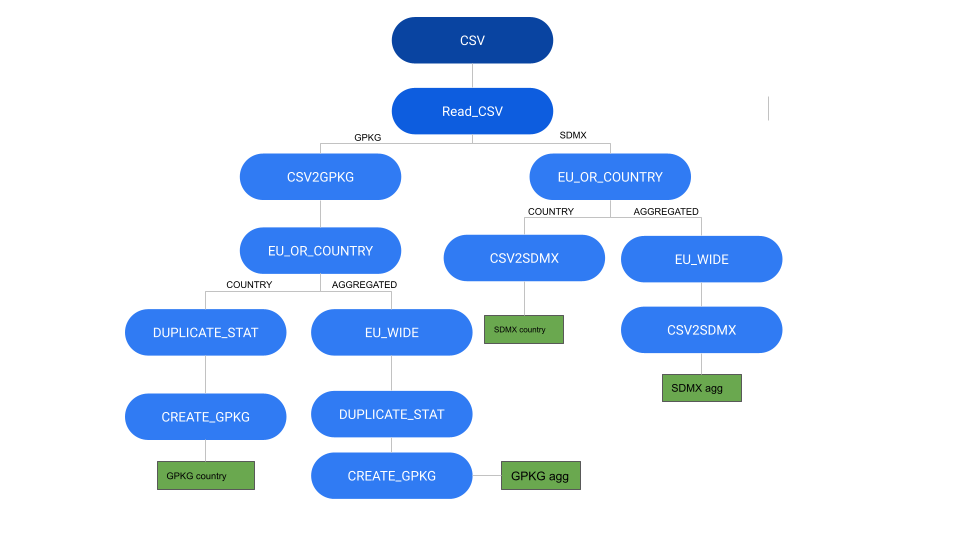 CSV
Read_CSV
GPKG
SDMX
CSV2GPKG
EU_OR_COUNTRY
COUNTRY
AGGREGATED
EU_OR_COUNTRY
CSV2SDMX
EU_WIDE
COUNTRY
AGGREGATED
DUPLICATE_STAT
EU_WIDE
SDMX country
CSV2SDMX
SDMX agg
CREATE_GPKG
DUPLICATE_STAT
GPKG country
CREATE_GPKG
GPKG agg